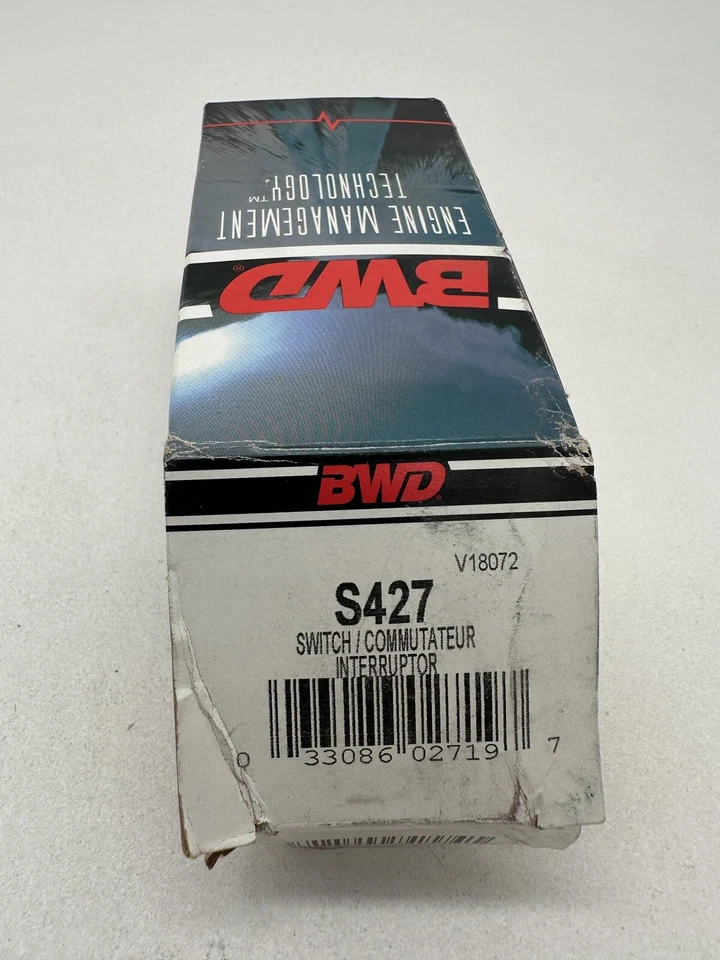 ENGINE MANAGEMENT
TECHNOLOGY.™
BWD®
BWD
V18072
S427
SWITCH / COMMUTATEUR
INTERRUPTOR
0 33086 02719 7